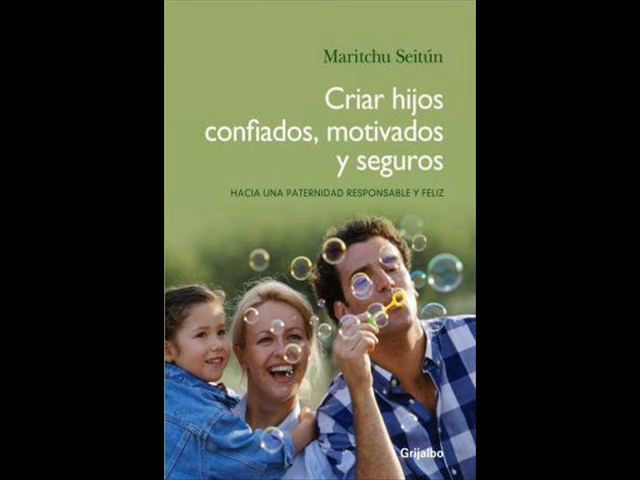 Maritchu Seitún
Criar hijos
confiados, motivados
y seguros
HACIA UNA PATERNIDAD RESPONSABLE Y FELIZ
Grijalbo